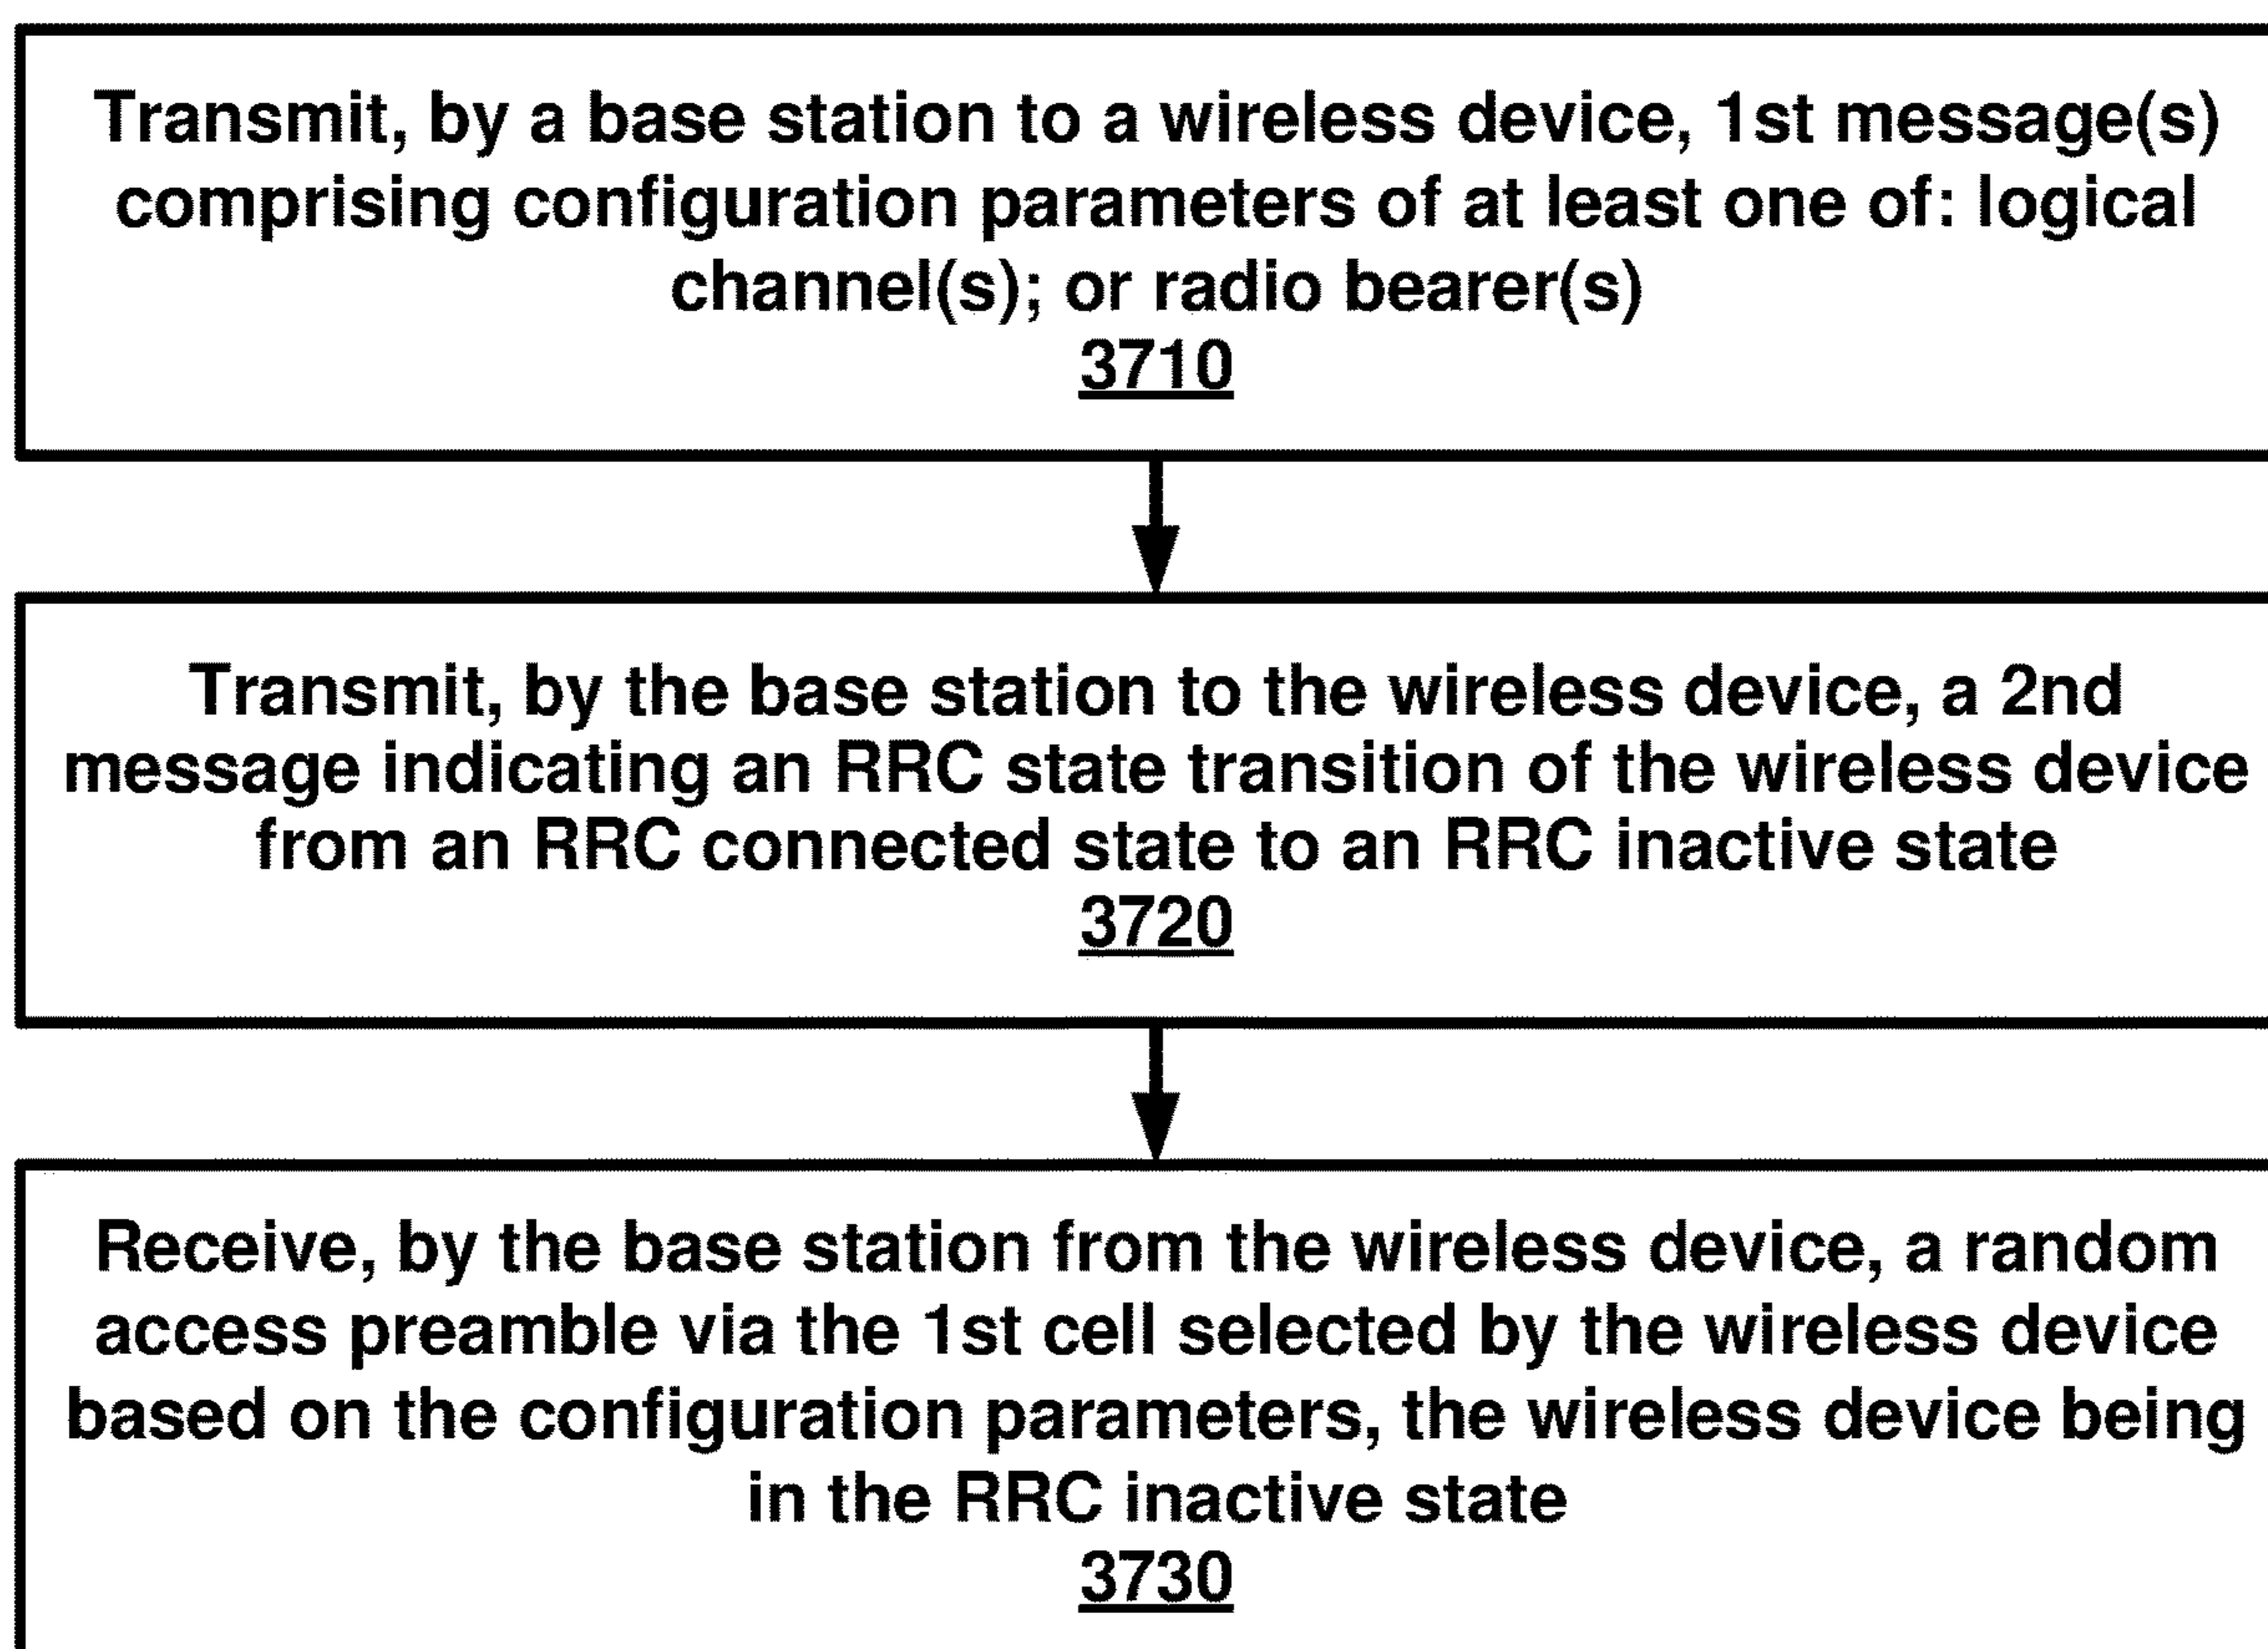 Transmit, by a base station to a wireless device, 1st message(s)
comprising configuration parameters of at least one of: logical
channel(s); or radio bearer(s)
3710
Transmit, by the base station to the wireless device, a 2nd
message indicating an RRC state transition of the wireless device
from an RRC connected state to an RRC inactive state
3720
Receive, by the base station from the wireless device, a random
access preamble via the 1st cell selected by the wireless device
based on the configuration parameters, the wireless device being
in the RRC inactive state
3730